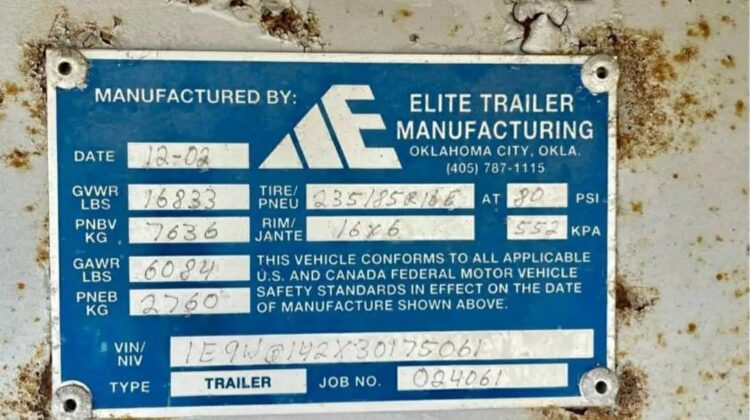 MANUFACTURED BY: ELITE TRAILER
MANUFACTURING
OKLAHOMA CITY, OKLA.
(405) 787-1115
DATE 12-02
GVWR LBS 16833 TIRE/PNEU 235/85R16E AT 80 PSI
PNBV KG 7636 RIM/JANTE 16X6 552 KPA
GAWR LBS 6084
PNEB KG 2760
THIS VEHICLE CONFORMS TO ALL APPLICABLE
U.S. AND CANADA FEDERAL MOTOR VEHICLE
SAFETY STANDARDS IN EFFECT ON THE DATE
OF MANUFACTURE SHOWN ABOVE.
VIN/NIV
TYPE TRAILER JOB NO. 024061